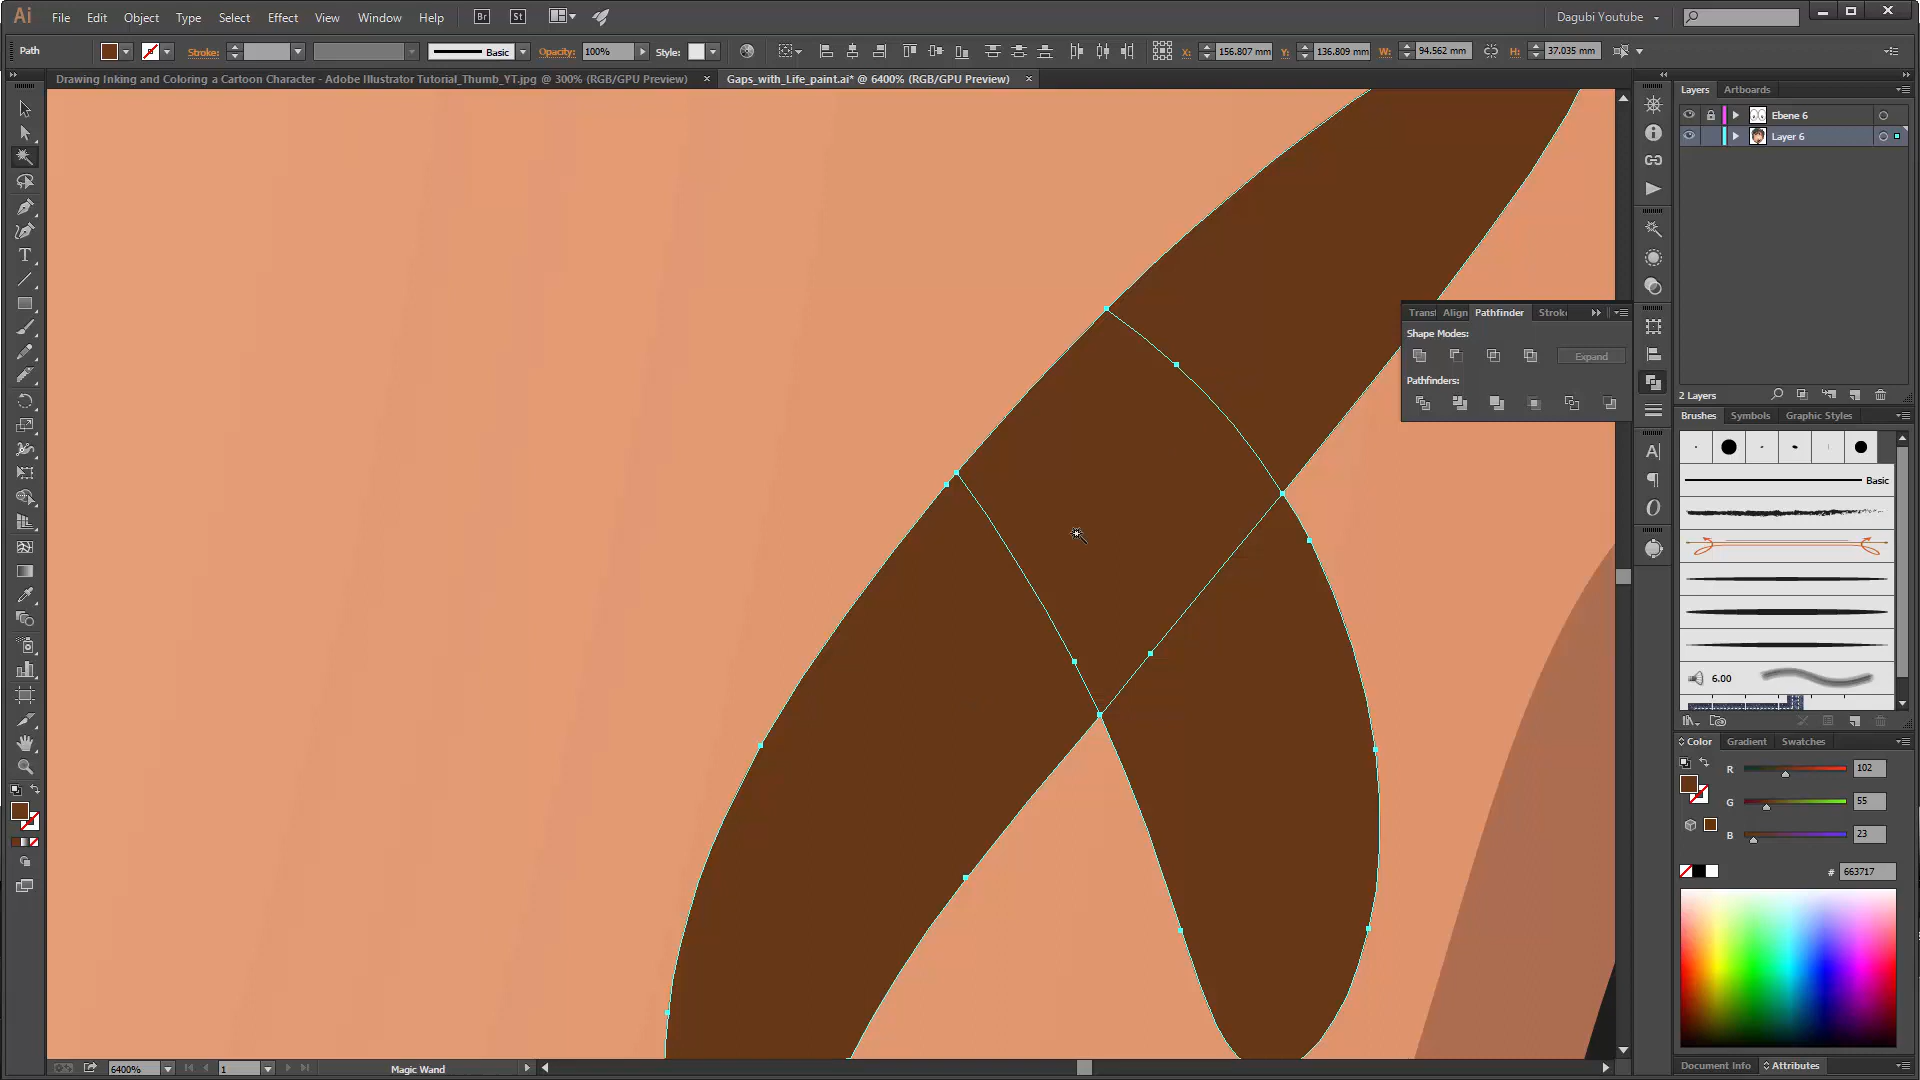 Ai File Edit Object Type Select Effect View Window Help Br St Dagubi Youtube
Path Stroke: Basic Opacity: 100% Style: X: 156.807 mm Y: 136.809 mm W: 94.562 mm H: 37.035 mm
Drawing Inking and Coloring a Cartoon Character - Adobe Illustrator Tutorial_Thumb_YT.jpg @ 300% (RGB/GPU Preview) × Gaps_with_Life_paint.ai* @ 6400% (RGB/GPU Preview) ×
Layers Artboards
Ebene 6
Layer 6
Transf Align Pathfinder Stroke
Shape Modes:
Expand
Pathfinders:
2 Layers
Brushes Symbols Graphic Styles
Basic
6.00
Color Gradient Swatches
R 102
G 55
B 23
# 663717
6400% 1 Magic Wand
Document Info Attributes